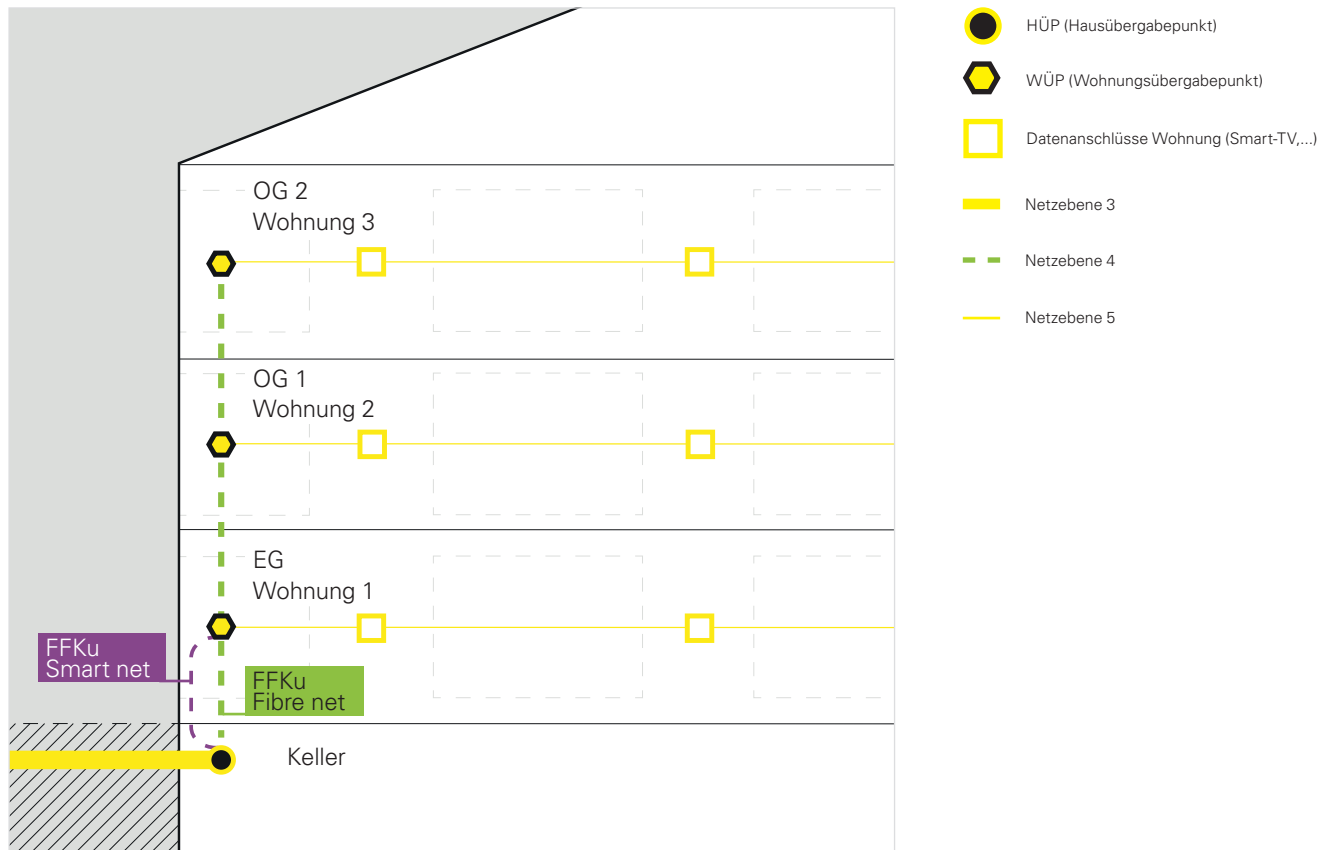 OG 2
Wohnung 3
OG 1
Wohnung 2
EG
Wohnung 1
FFKu
Smart net
FFKu
Fibre net
Keller
HÜP (Hausübergabepunkt)
WÜP (Wohnungsübergabepunkt)
Datenanschlüsse Wohnung (Smart-TV,...)
Netzebene 3
Netzebene 4
Netzebene 5